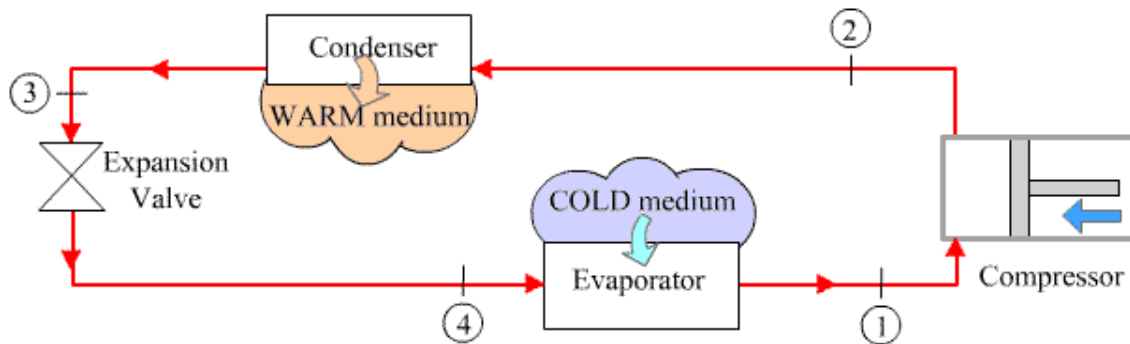 Condenser
2
3
WARM medium
Expansion
Valve
COLD medium
Evaporator
Compressor
4
1